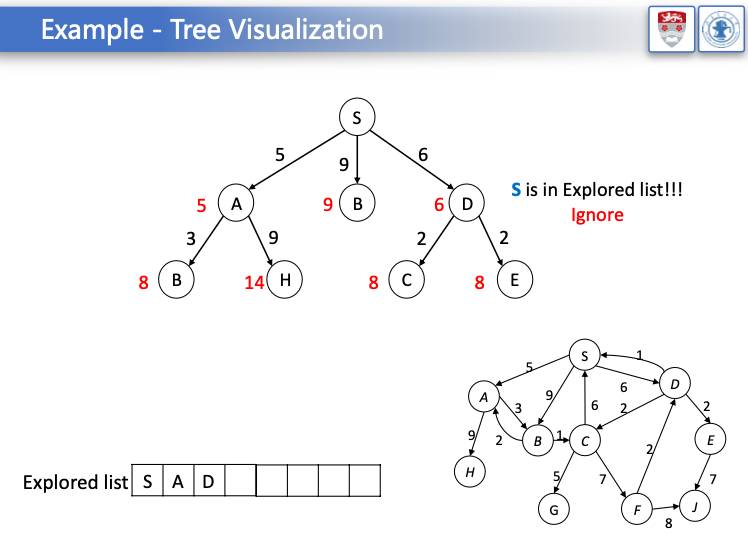 Example - Tree Visualization
S
5
9
6
5 A
9 B
6 D
S is in Explored list!!!
Ignore
3
9
2
2
8 B
14 H
8 C
8 E
S
5
1
A
9
6
D
3
6
2
2
9
2
B
1
C
E
H
5
7
2
7
G
F
J
8
Explored list S A D